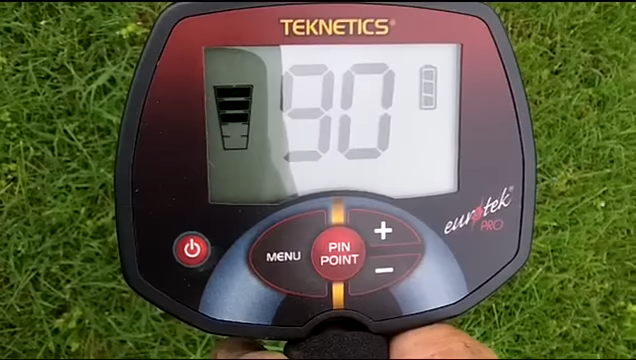 TEKNETICS®
90
eurotek®
PRO
MENU
PIN
POINT
+
−